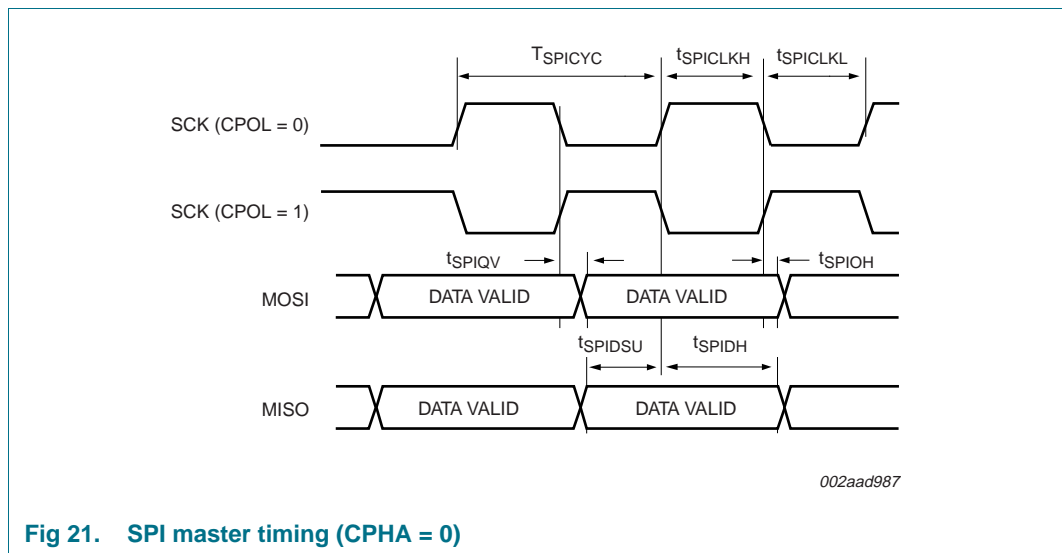 TSPICYC tSPICLKH tSPICLKL
SCK (CPOL = 0)
SCK (CPOL = 1)
tSPIQV tSPIOH
MOSI DATA VALID DATA VALID
tSPIDSU tSPIDH
MISO DATA VALID DATA VALID
002aad987
Fig 21. SPI master timing (CPHA = 0)